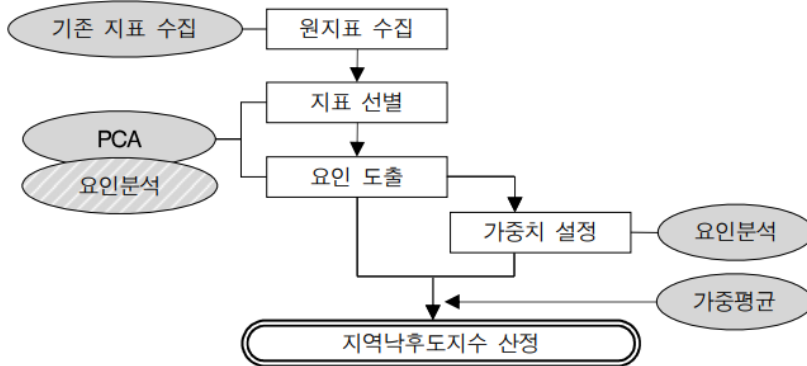 기존 지표 수집
원지표 수집
지표 선별
PCA
요인분석
요인 도출
가중치 설정
요인분석
가중평균
지역낙후도지수 산정